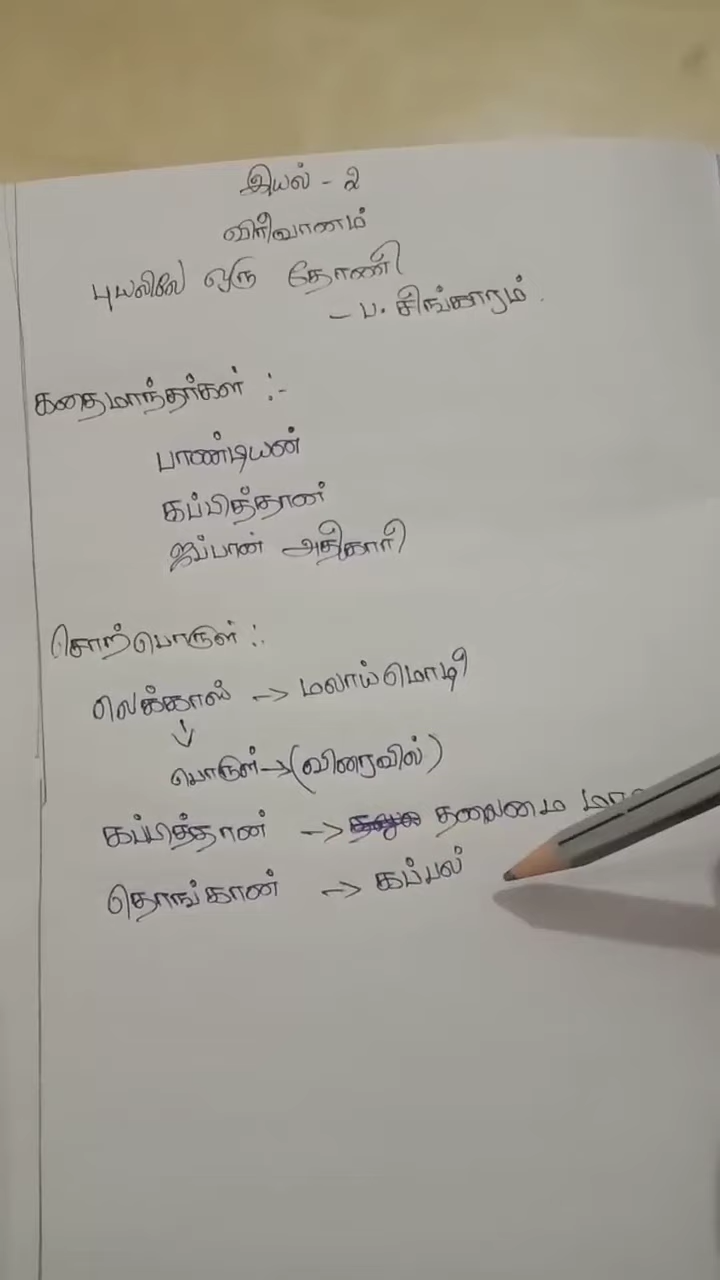 இயல் - 2
விரிவானம்
புயலிலே ஒரு தோணி
- ப. சிங்காரம்.
கதைமாந்தர்கள் :-
பாண்டியன்
கப்பித்தான்
ஜப்பான் அதிகாரி
சொற்பொருள் :-
லெக்காஸ் -> மலாய்மொழி
பொருள் -> (விரைவில்)
கப்பித்தான் -> தலைமை
தொங்கான் -> கப்பல்